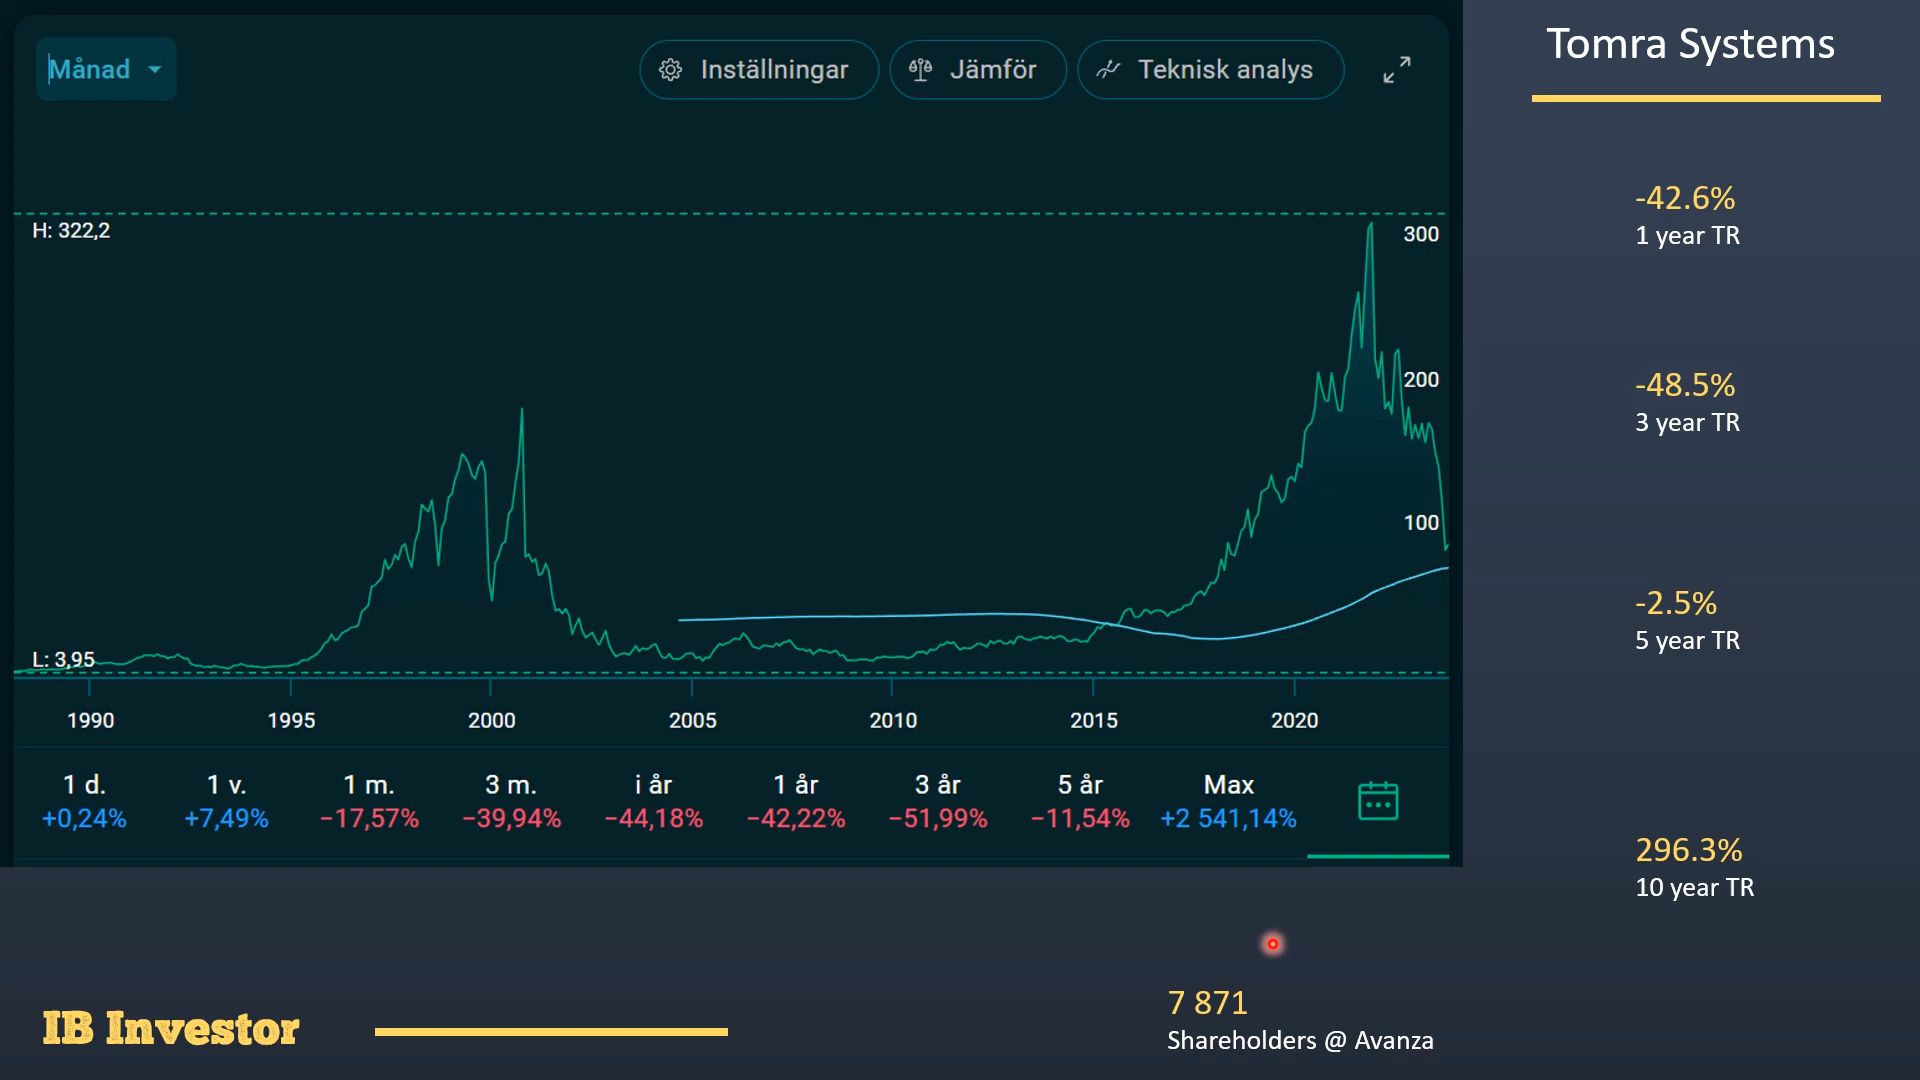 Månad
Inställningar
Jämför
Teknisk analys
Tomra Systems
H: 322,2
300
200
100
L: 3,95
1990 1995 2000 2005 2010 2015 2020
1 d. 1 v. 1 m. 3 m. i år 1 år 3 år 5 år Max
+0,24% +7,49% −17,57% −39,94% −44,18% −42,22% −51,99% −11,54% +2 541,14%
-42.6%
1 year TR
-48.5%
3 year TR
-2.5%
5 year TR
296.3%
10 year TR
IB Investor
7 871
Shareholders @ Avanza